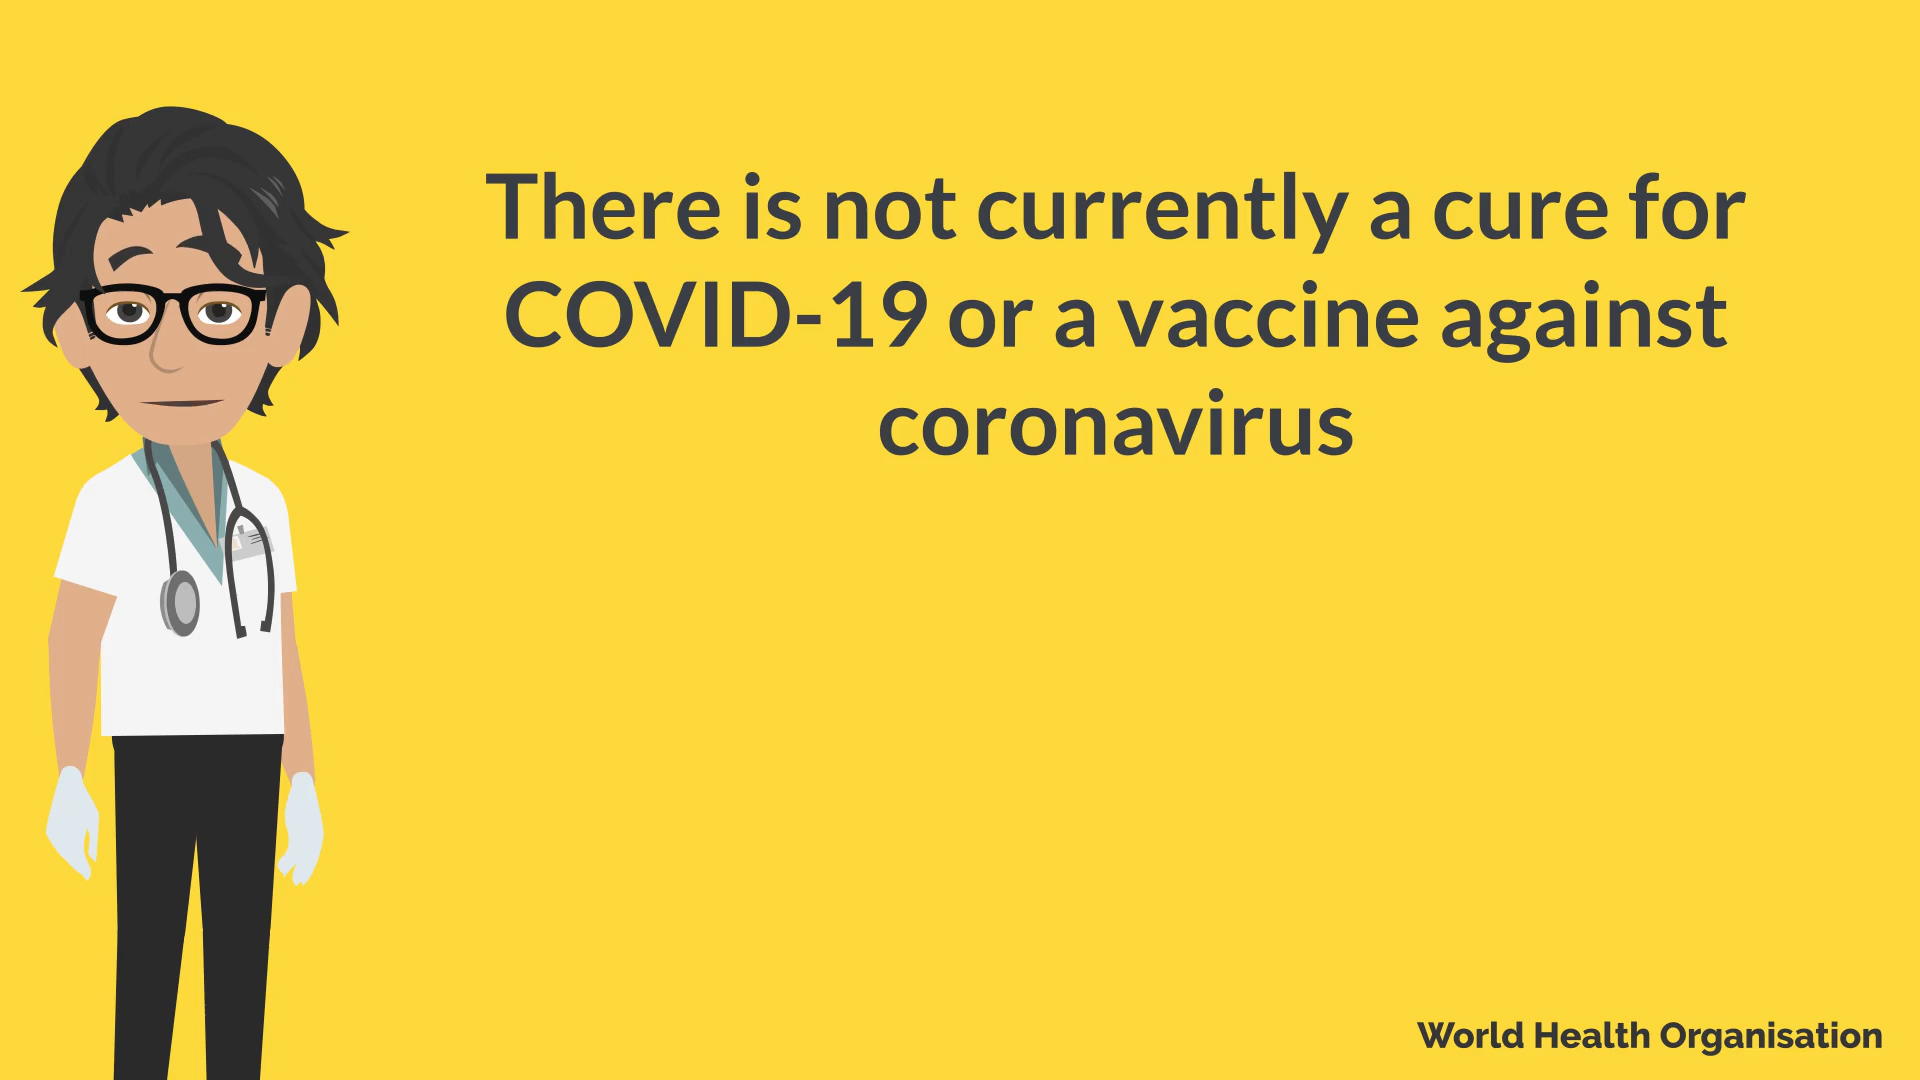 There is not currently a cure for
COVID-19 or a vaccine against
coronavirus
World Health Organisation